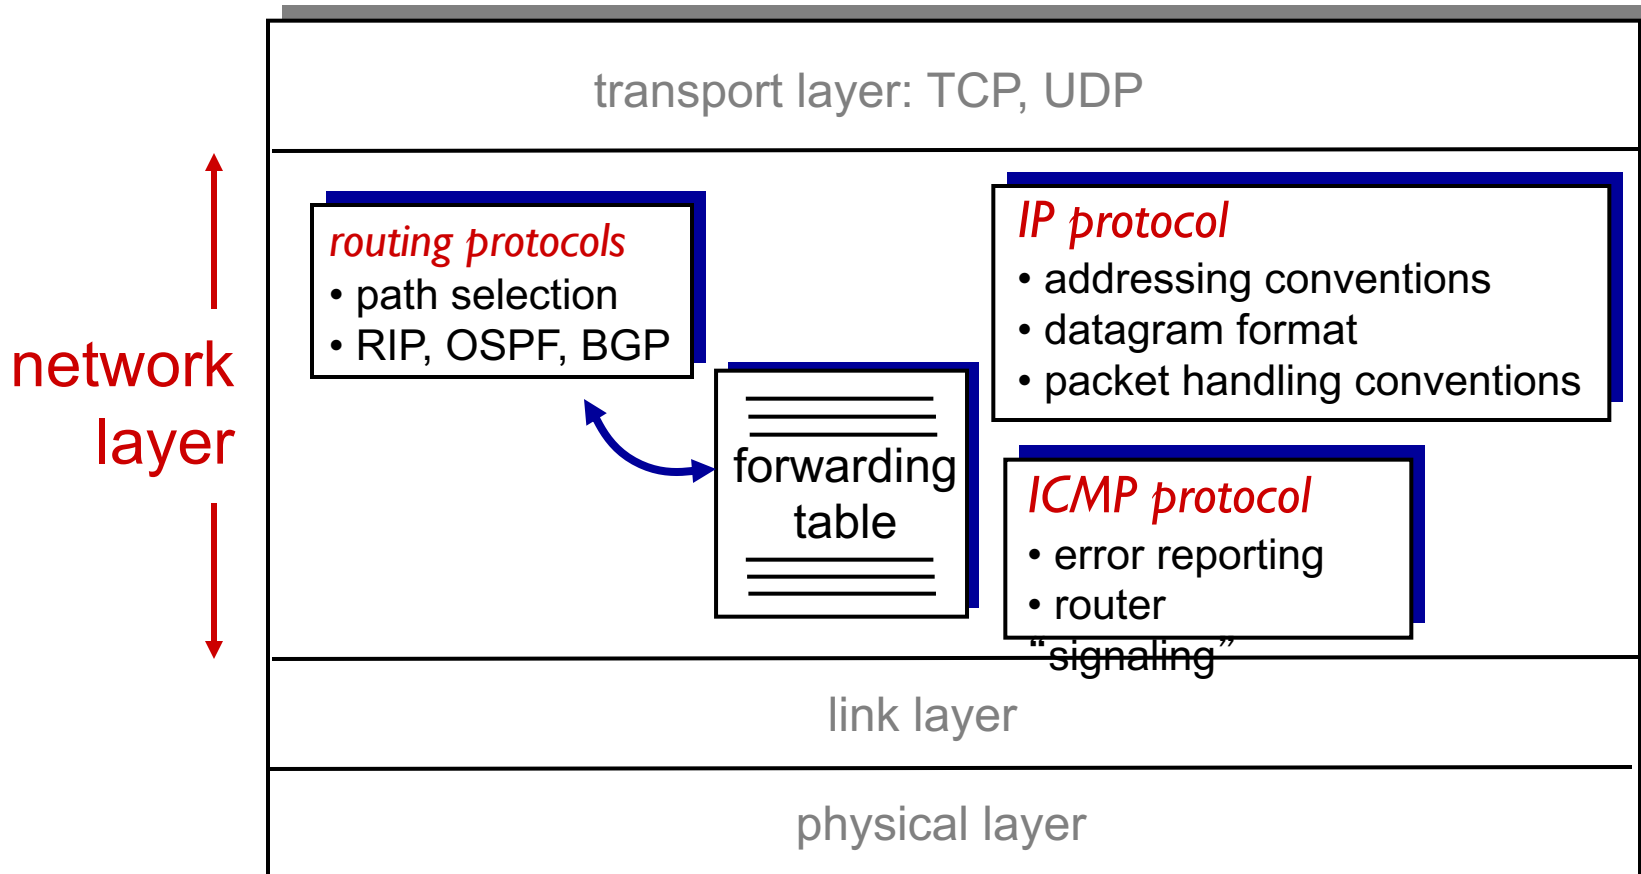 transport layer: TCP, UDP
network
layer
routing protocols
• path selection
• RIP, OSPF, BGP
forwarding
table
IP protocol
• addressing conventions
• datagram format
• packet handling conventions
ICMP protocol
• error reporting
• router
“signaling”
link layer
physical layer